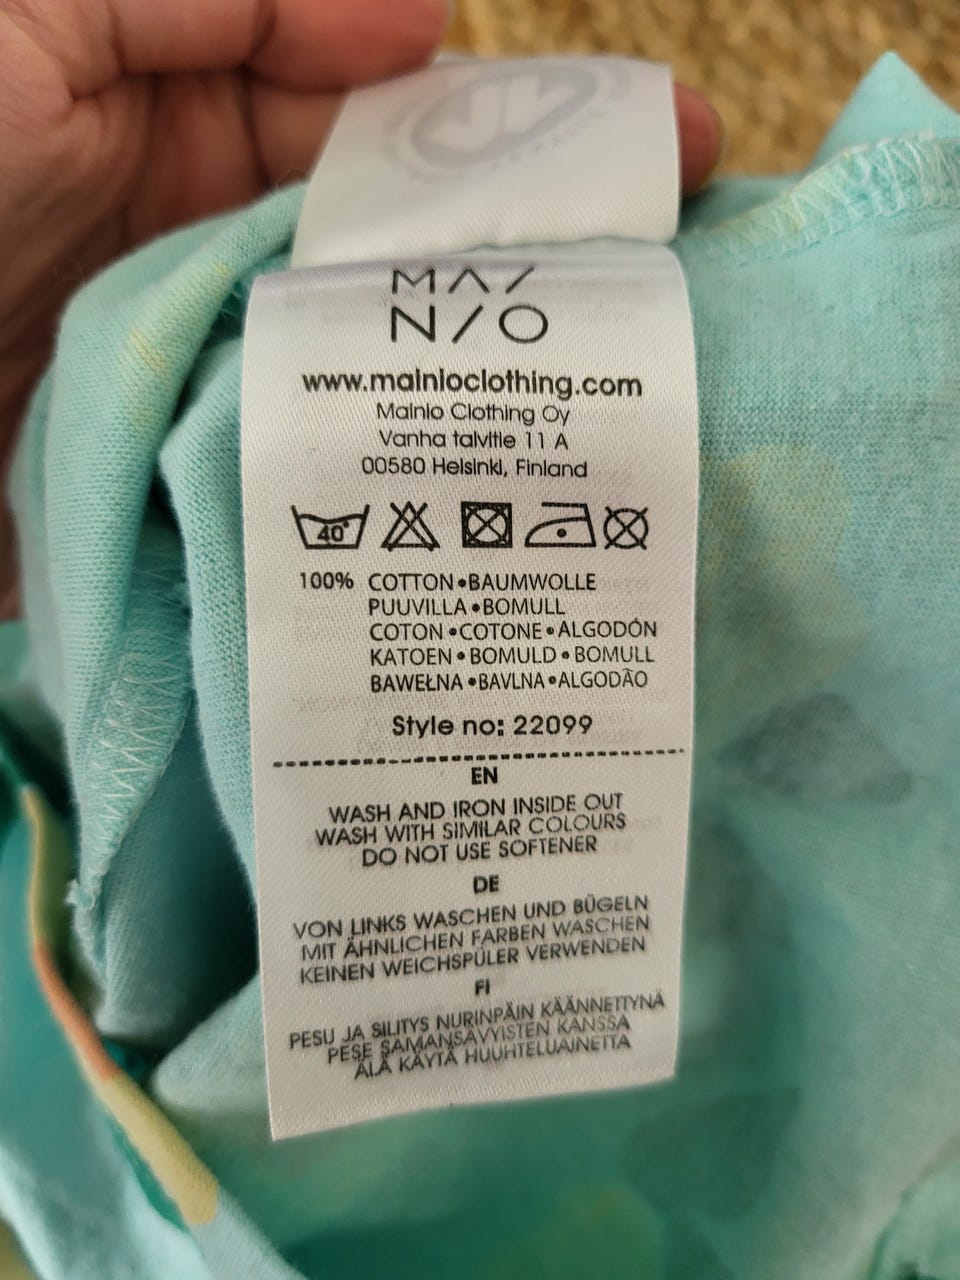 MA/
N/O
www.mainioclothing.com
Mainio Clothing Oy
Vanha talvitie 11 A
00580 Helsinki, Finland
40°
100% COTTON•BAUMWOLLE
PUUVILLA•BOMULL
COTON•COTONE•ALGODÓN
KATOEN•BOMULD•BOMULL
BAWEŁNA•BAVLNA•ALGODÃO
Style no: 22099
EN
WASH AND IRON INSIDE OUT
WASH WITH SIMILAR COLOURS
DO NOT USE SOFTENER
DE
VON LINKS WASCHEN UND BÜGELN
MIT ÄHNLICHEN FARBEN WASCHEN
KEINEN WEICHSPÜLER VERWENDEN
FI
PESU JA SILITYS NURINPÄIN KÄÄNNETTYNÄ
PESE SAMANSÄVYISTEN KANSSA
ÄLÄ KÄYTÄ HUUHTELUAINETTA